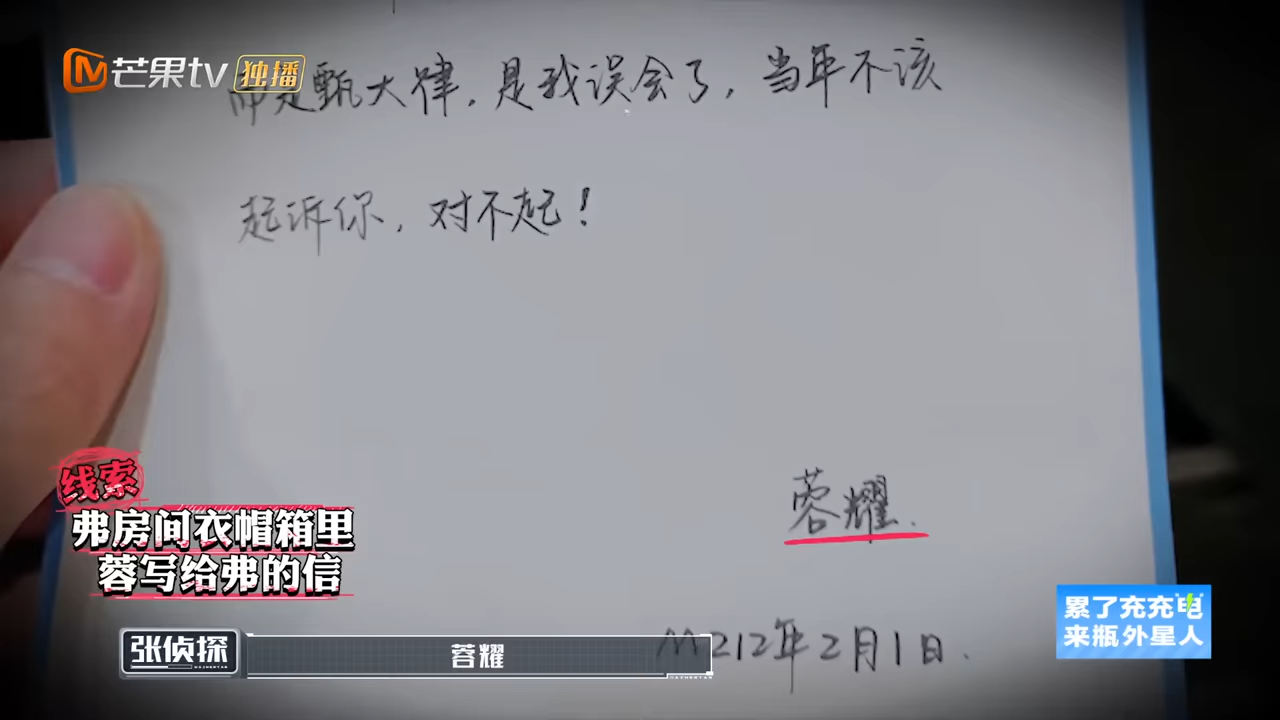 芒果tv 独播
甄大律，是我误会了，当年不该
起诉你，对不起！
蓉耀.
M212年2月1日.
线索
弗房间衣帽箱里
蓉写给弗的信
张侦探
蓉耀
累了充充电
来瓶外星人